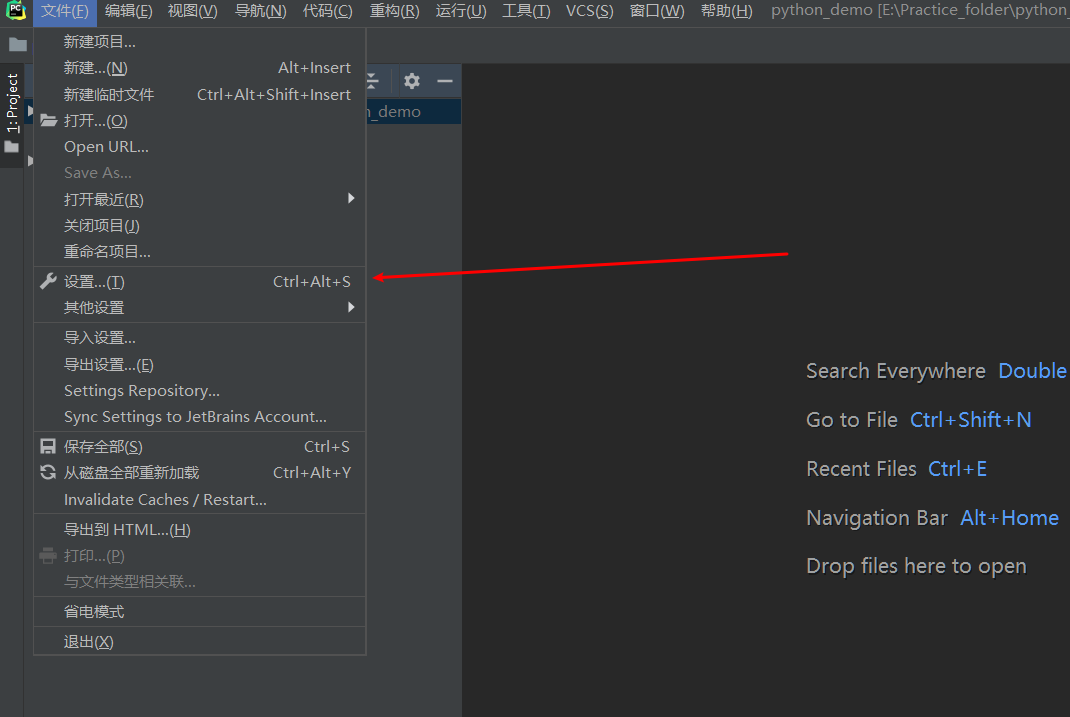 PC
文件(F) 编辑(E) 视图(V) 导航(N) 代码(C) 重构(R) 运行(U) 工具(T) VCS(S) 窗口(W) 帮助(H) python_demo [E:\Practice_folder\python_
1: Project
n_demo
新建项目...
新建...(N) Alt+Insert
新建临时文件 Ctrl+Alt+Shift+Insert
打开...(O)
Open URL...
Save As...
打开最近(R)
关闭项目(J)
重命名项目...
设置...(T) Ctrl+Alt+S
其他设置
导入设置...
导出设置...(E)
Settings Repository...
Sync Settings to JetBrains Account...
保存全部(S) Ctrl+S
从磁盘全部重新加载 Ctrl+Alt+Y
Invalidate Caches / Restart...
导出到 HTML...(H)
打印...(P)
与文件类型相关联...
省电模式
退出(X)
Search Everywhere Double
Go to File Ctrl+Shift+N
Recent Files Ctrl+E
Navigation Bar Alt+Home
Drop files here to open